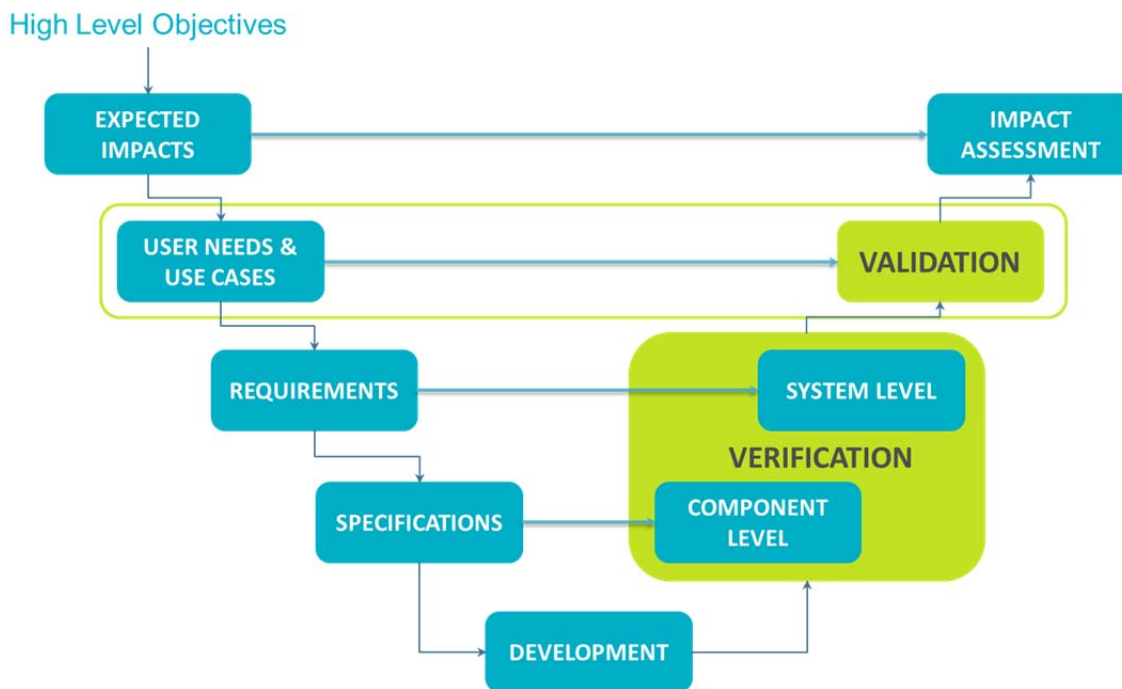 High Level Objectives
EXPECTED
IMPACTS
IMPACT
ASSESSMENT
USER NEEDS &
USE CASES
VALIDATION
REQUIREMENTS
SYSTEM LEVEL
VERIFICATION
SPECIFICATIONS
COMPONENT
LEVEL
DEVELOPMENT